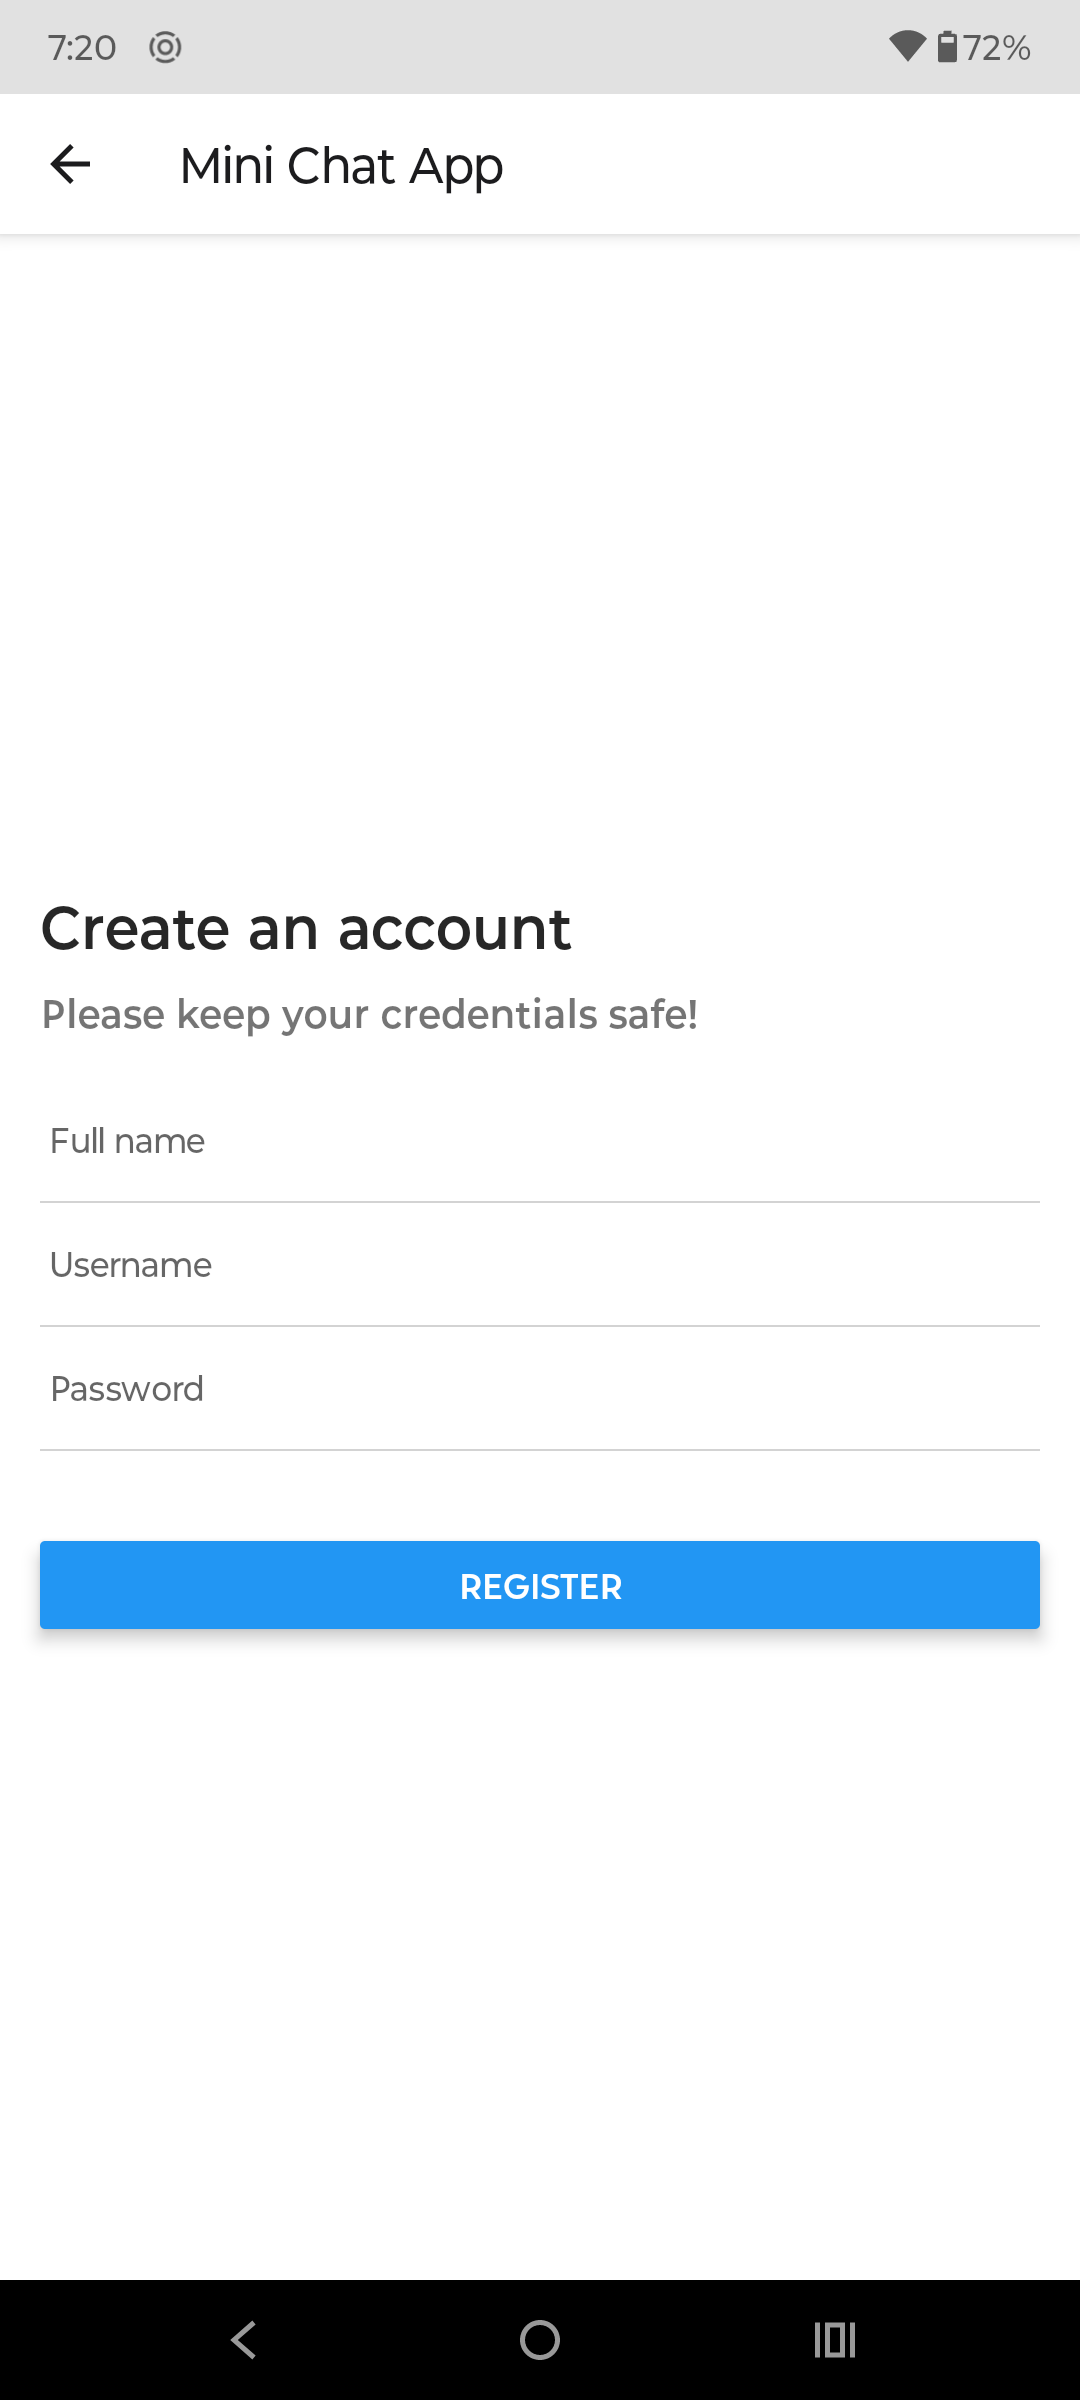 7:20
72%
Mini Chat App
Create an account
Please keep your credentials safe!
Full name
Username
Password
REGISTER